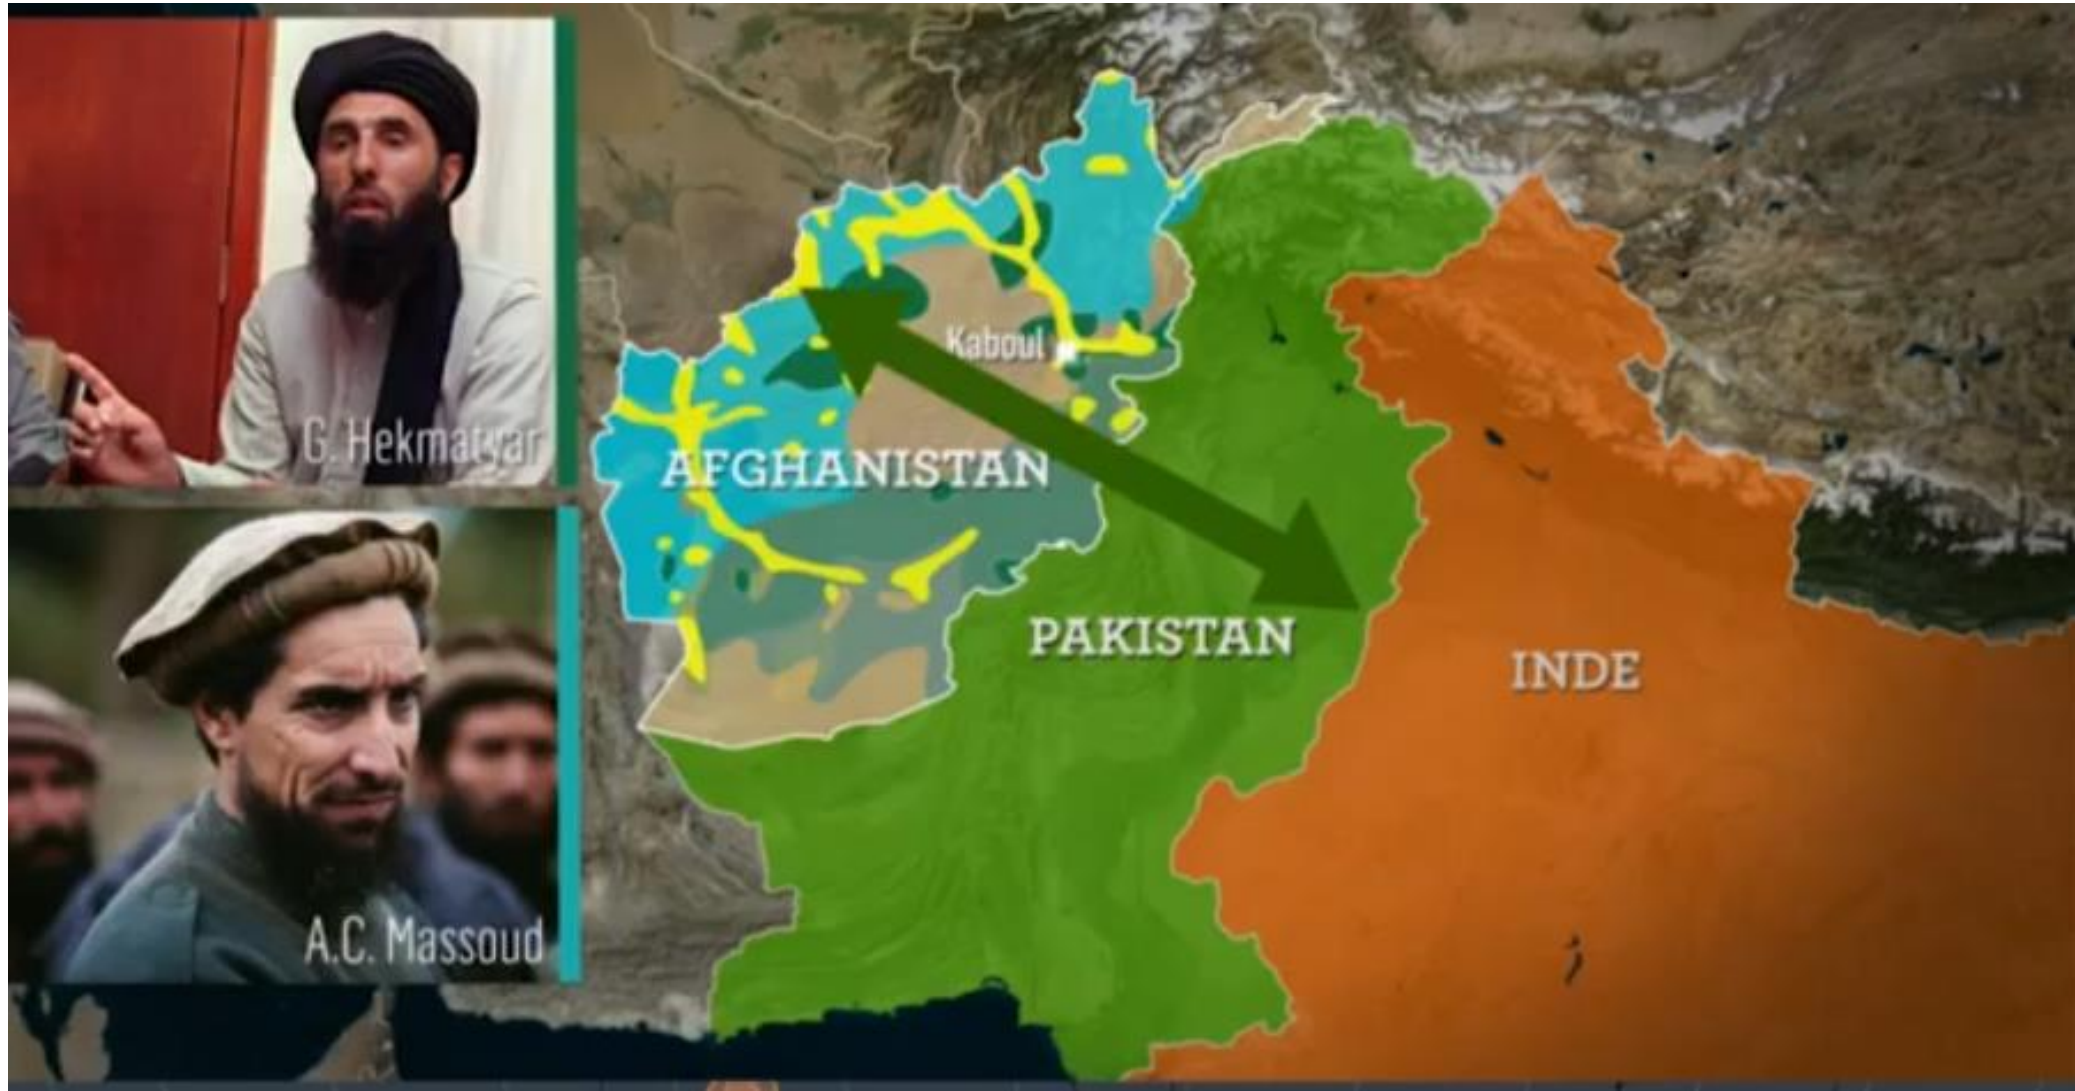 G. Hekmatyar
A.C. Massoud
Kaboul
AFGHANISTAN
PAKISTAN
INDE